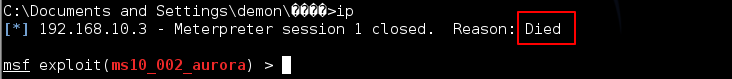 C:\Documents and Settings\demon\����>ip
[*] 192.168.10.3 - Meterpreter session 1 closed.  Reason: Died
msf exploit(ms10_002_aurora) >